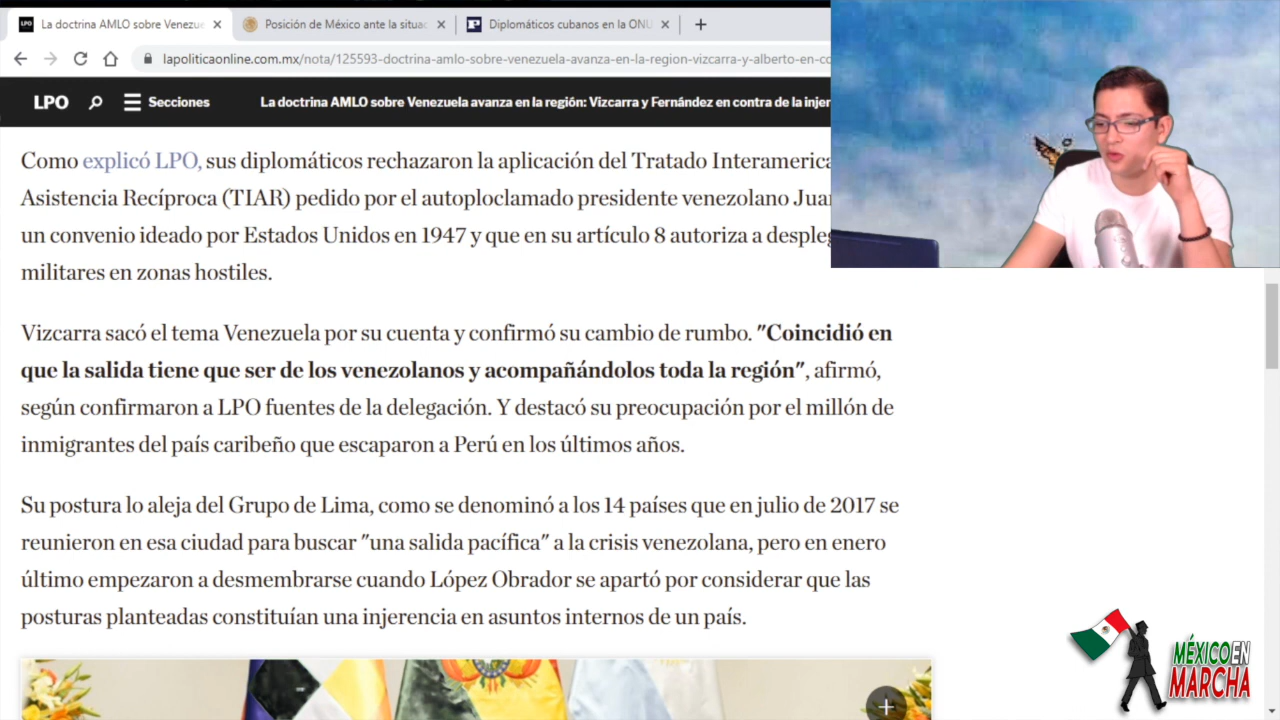 LPO La doctrina AMLO sobre Venezue
Posición de México ante la situac
Diplomáticos cubanos en la ONU
lapoliticaonline.com.mx/nota/125593-doctrina-amlo-sobre-venezuela-avanza-en-la-region-vizcarra-y-alberto-en-co
LPO Secciones La doctrina AMLO sobre Venezuela avanza en la región: Vizcarra y Fernández en contra de la injer
Como explicó LPO, sus diplomáticos rechazaron la aplicación del Tratado Interamerica
Asistencia Recíproca (TIAR) pedido por el autoploclamado presidente venezolano Juan
un convenio ideado por Estados Unidos en 1947 y que en su artículo 8 autoriza a despleg
militares en zonas hostiles.
Vizcarra sacó el tema Venezuela por su cuenta y confirmó su cambio de rumbo. "Coincidió en
que la salida tiene que ser de los venezolanos y acompañándolos toda la región", afirmó,
según confirmaron a LPO fuentes de la delegación. Y destacó su preocupación por el millón de
inmigrantes del país caribeño que escaparon a Perú en los últimos años.
Su postura lo aleja del Grupo de Lima, como se denominó a los 14 países que en julio de 2017 se
reunieron en esa ciudad para buscar "una salida pacífica" a la crisis venezolana, pero en enero
último empezaron a desmembrarse cuando López Obrador se apartó por considerar que las
posturas planteadas constituían una injerencia en asuntos internos de un país.
MÉXICO EN
MARCHA